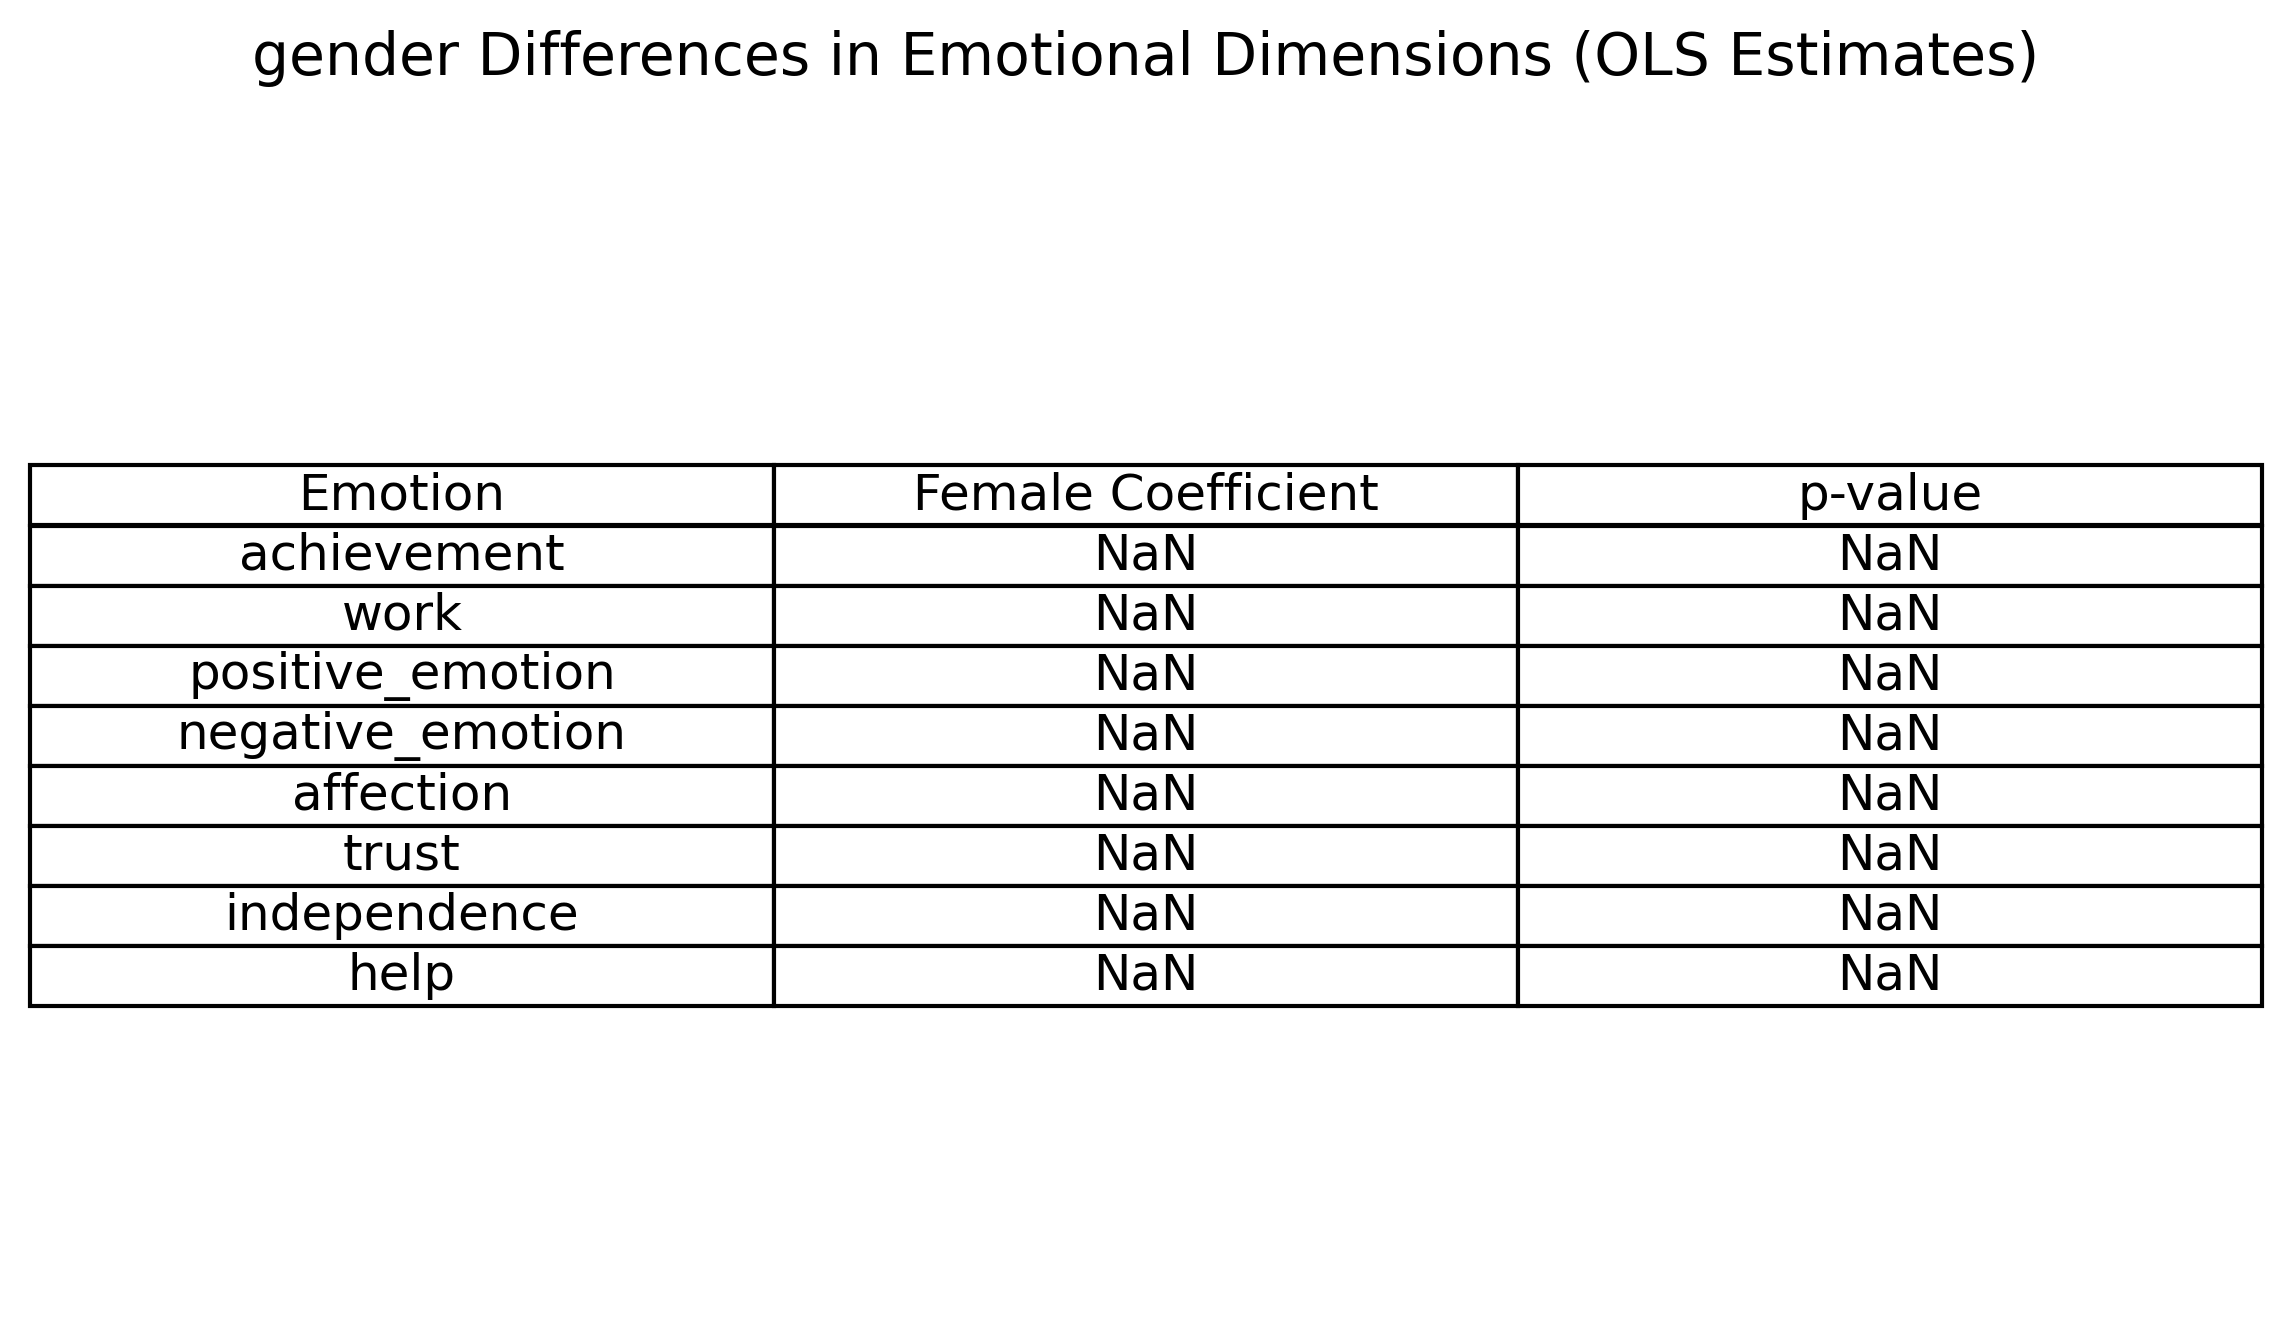 gender Differences in Emotional Dimensions (OLS Estimates)
Emotion Female Coefficient p-value
achievement NaN NaN
work NaN NaN
positive_emotion NaN NaN
negative_emotion NaN NaN
affection NaN NaN
trust NaN NaN
independence NaN NaN
help NaN NaN